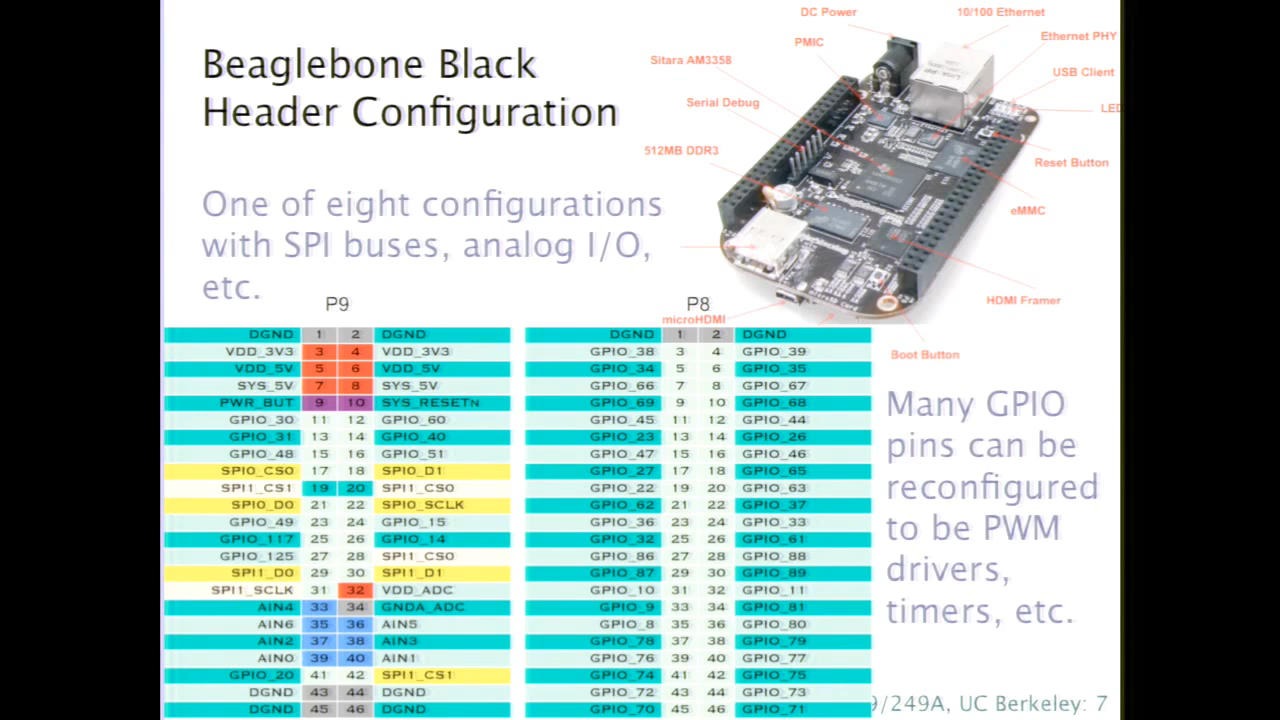 Beaglebone Black
Header Configuration
One of eight configurations
with SPI buses, analog I/O,
etc.
DC Power
10/100 Ethernet
PMIC
Ethernet PHY
Sitara AM3358
USB Client
Serial Debug
LED
512MB DDR3
Reset Button
eMMC
HDMI Framer
microHDMI
Boot Button
P9
DGND 1 2 DGND
VDD_3V3 3 4 VDD_3V3
VDD_5V 5 6 VDD_5V
SYS_5V 7 8 SYS_5V
PWR_BUT 9 10 SYS_RESETN
GPIO_30 11 12 GPIO_60
GPIO_31 13 14 GPIO_40
GPIO_48 15 16 GPIO_51
SPI0_CS0 17 18 SPI0_D1
SPI1_CS1 19 20 SPI1_CS0
SPI0_D0 21 22 SPI0_SCLK
GPIO_49 23 24 GPIO_15
GPIO_117 25 26 GPIO_14
GPIO_125 27 28 SPI1_CS0
SPI1_D0 29 30 SPI1_D1
SPI1_SCLK 31 32 VDD_ADC
AIN4 33 34 GNDA_ADC
AIN6 35 36 AIN5
AIN2 37 38 AIN3
AIN0 39 40 AIN1
GPIO_20 41 42 SPI1_CS1
DGND 43 44 DGND
DGND 45 46 DGND
P8
DGND 1 2 DGND
GPIO_38 3 4 GPIO_39
GPIO_34 5 6 GPIO_35
GPIO_66 7 8 GPIO_67
GPIO_69 9 10 GPIO_68
GPIO_45 11 12 GPIO_44
GPIO_23 13 14 GPIO_26
GPIO_47 15 16 GPIO_46
GPIO_27 17 18 GPIO_65
GPIO_22 19 20 GPIO_63
GPIO_62 21 22 GPIO_37
GPIO_36 23 24 GPIO_33
GPIO_32 25 26 GPIO_61
GPIO_86 27 28 GPIO_88
GPIO_87 29 30 GPIO_89
GPIO_10 31 32 GPIO_11
GPIO_9 33 34 GPIO_81
GPIO_8 35 36 GPIO_80
GPIO_78 37 38 GPIO_79
GPIO_76 39 40 GPIO_77
GPIO_74 41 42 GPIO_75
GPIO_72 43 44 GPIO_73
GPIO_70 45 46 GPIO_71
Many GPIO
pins can be
reconfigured
to be PWM
drivers,
timers, etc.
9/249A, UC Berkeley: 7